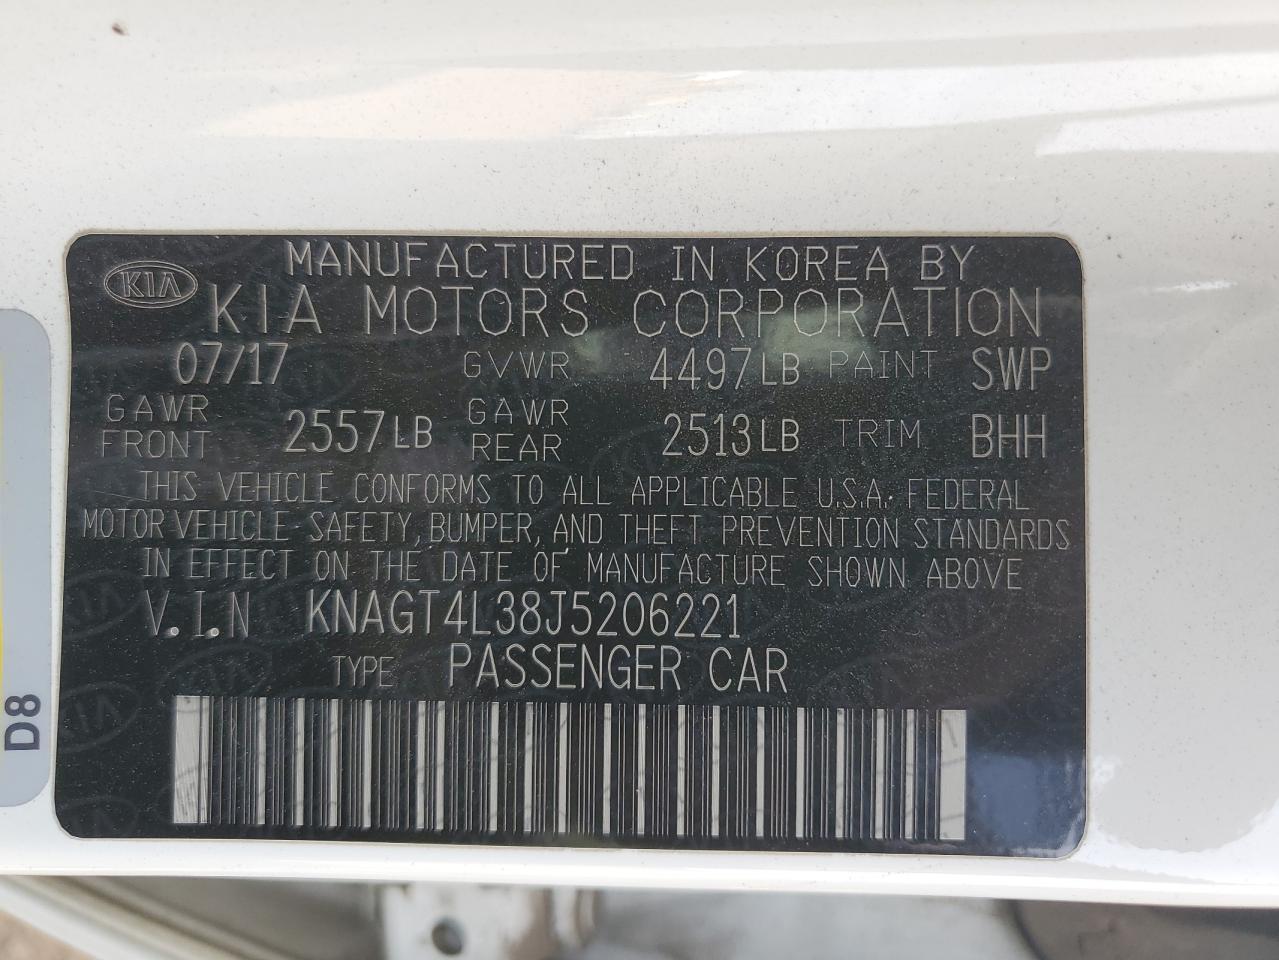 MANUFACTURED IN KOREA BY
KIA
KIA MOTORS CORPORATION
07/17 GVWR 4497LB PAINT SWP
GAWR FRONT 2557LB GAWR REAR 2513LB TRIM BHH
THIS VEHICLE CONFORMS TO ALL APPLICABLE U.S.A. FEDERAL
MOTOR VEHICLE SAFETY, BUMPER, AND THEFT PREVENTION STANDARDS
IN EFFECT ON THE DATE OF MANUFACTURE SHOWN ABOVE
V.I.N KNAGT4L38J5206221
TYPE PASSENGER CAR
D8